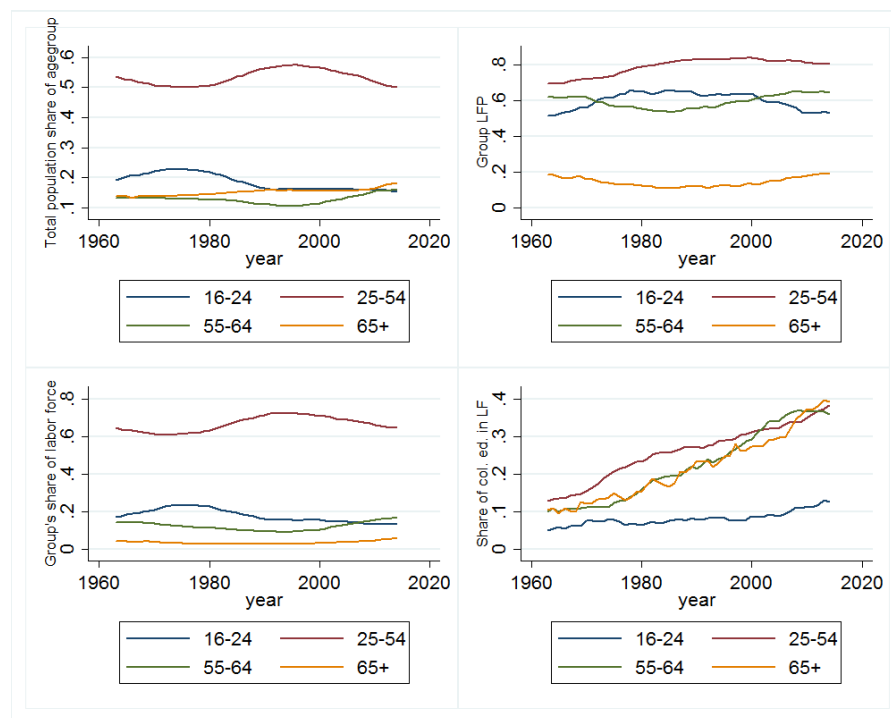 Total population share of agegroup
.6
.5
.4
.3
.2
.1
1960 1980 2000 2020
year
16-24 25-54
55-64 65+
Group LFP
.8
.6
.4
.2
0
1960 1980 2000 2020
year
16-24 25-54
55-64 65+
Group's share of labor force
.8
.6
.4
.2
0
1960 1980 2000 2020
year
16-24 25-54
55-64 65+
Share of col. ed. in LF
.4
.3
.2
.1
0
1960 1980 2000 2020
year
16-24 25-54
55-64 65+